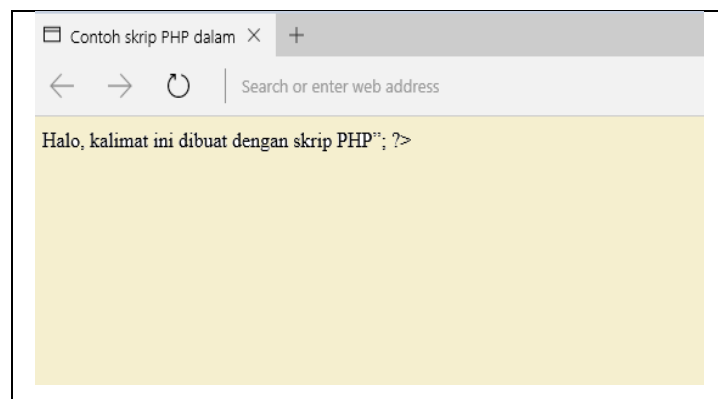 Contoh skrip PHP dalam
Search or enter web address
Halo, kalimat ini dibuat dengan skrip PHP”; ?>